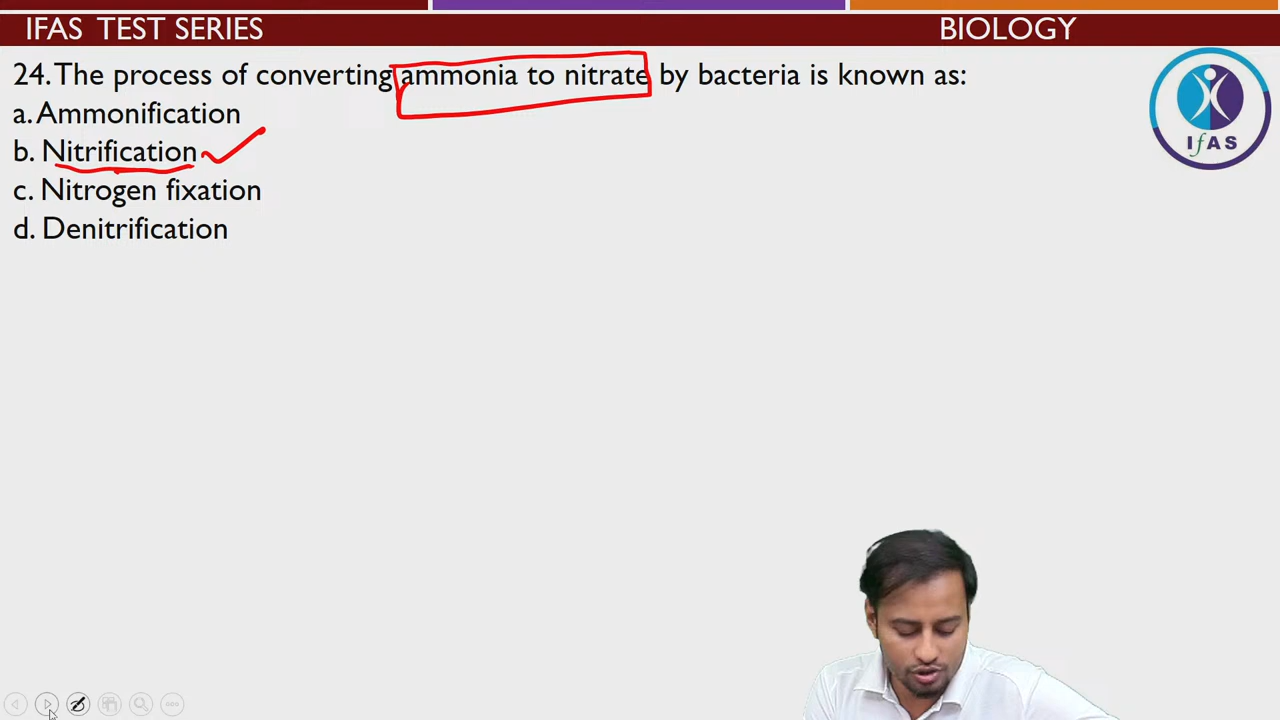 IFAS TEST SERIES
BIOLOGY
24. The process of converting ammonia to nitrate by bacteria is known as:
a. Ammonification
b. Nitrification
c. Nitrogen fixation
d. Denitrification
IfAS